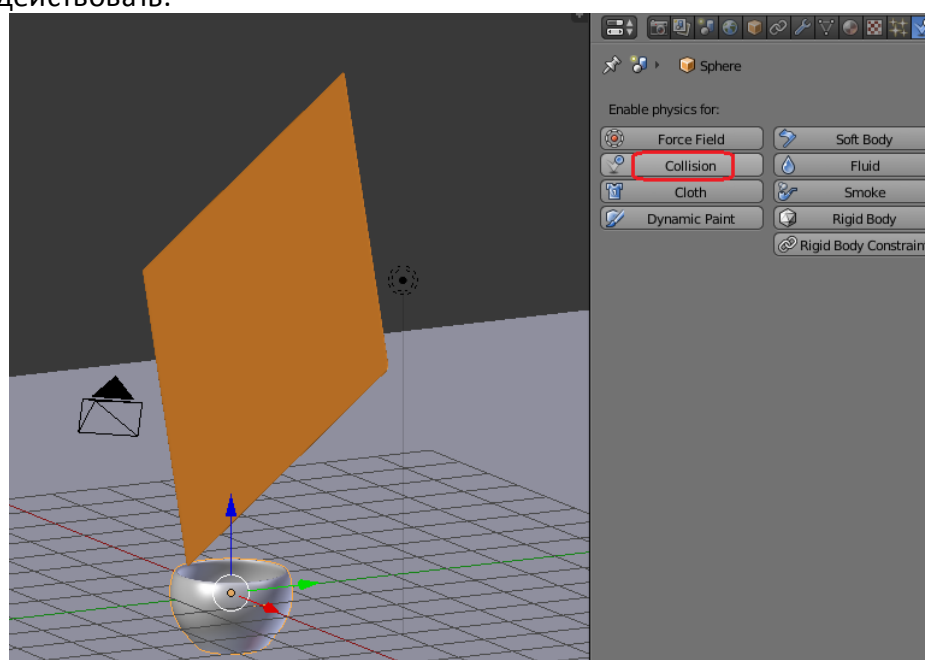 действовать.
Sphere
Enable physics for:
Force Field
Soft Body
Collision
Fluid
Cloth
Smoke
Dynamic Paint
Rigid Body
Rigid Body Constrain